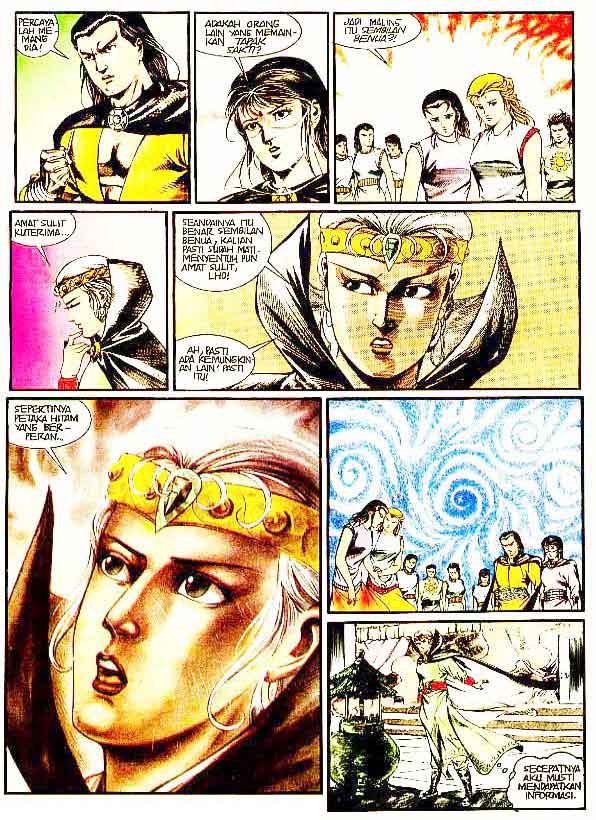 PERCAYA
LAH ME-
MANG
DIA!
ADAKAH ORANG
LAIN YANG MEMAIN-
KAN TAPAK
SAKTI?
JADI MALING
ITU SEMBILAN
BENUA?!
AMAT SULIT
KUTERIMA...
SEANDAINYA ITU
BENAR SEMBILAN
BENUA, KALIAN
PASTI SUDAH MATI-
MENYENTUH PUN
AMAT SULIT,
LHO!
AH, PASTI
ADA KEMUNGKIN
AN LAIN! PASTI
ITU!
SEPERTINYA
PETAKA HITAM
YANG BER-
PERAN...
SECEPATNYA
AKU MUSTI
MENDAPATKAN
INFORMASI.